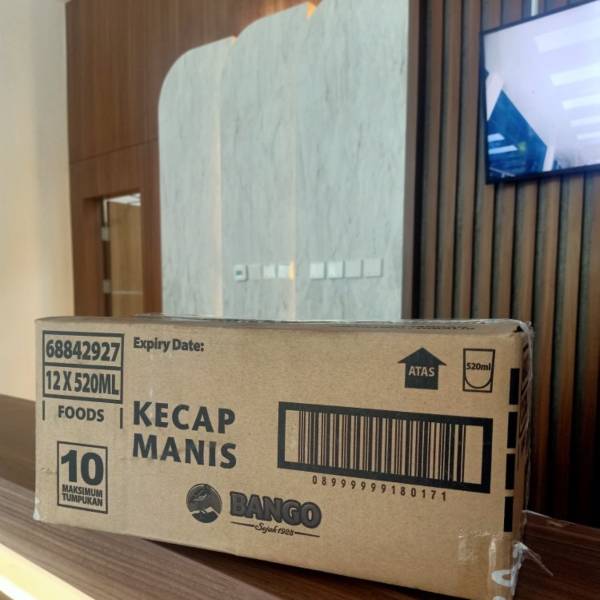 68842927
12 X 520ML
FOODS
10
MAKSIMUM
TUMPUKAN
Expiry Date:
KECAP
MANIS
BANGO
Sejak 1928
ATAS
520ml
08999999180171